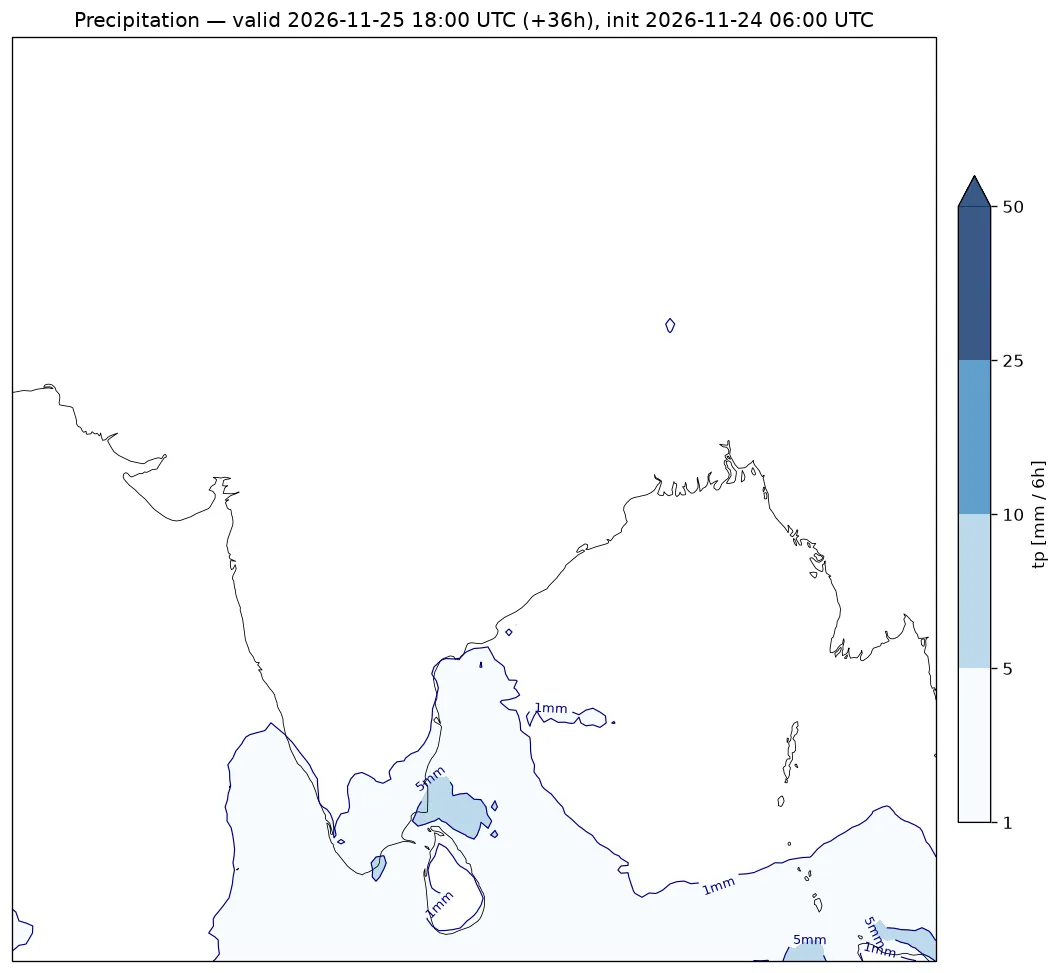 Precipitation — valid 2026-11-25 18:00 UTC (+36h), init 2026-11-24 06:00 UTC
50
25
10
5
1
tp [mm / 6h]
1mm
5mm
1mm
1mm
5mm
5mm
1mm